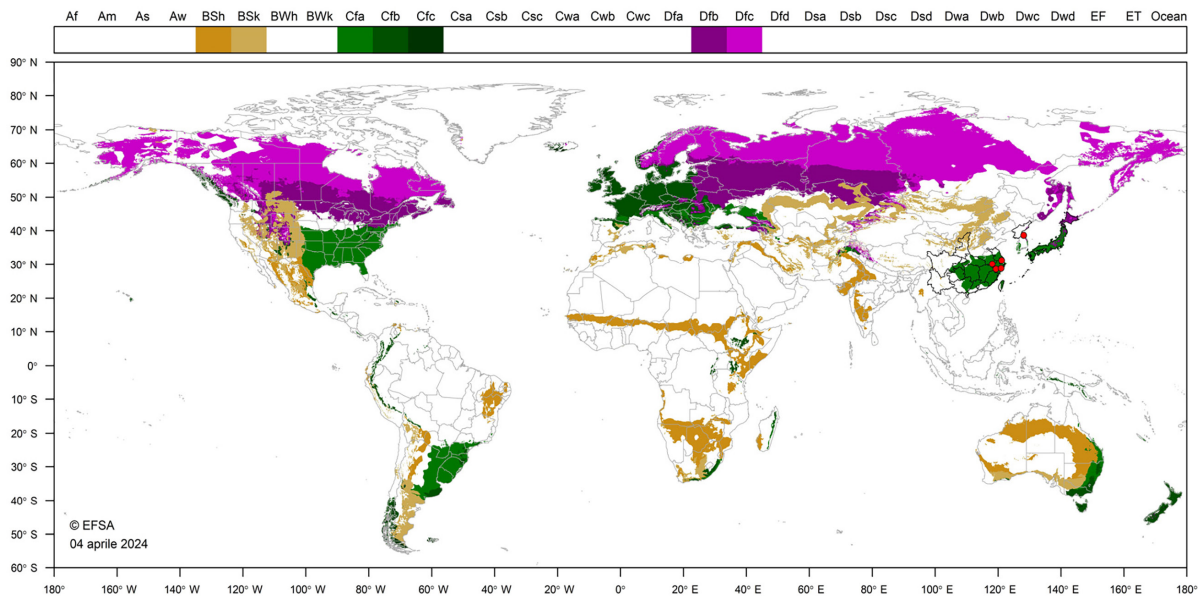 Af Am As Aw BSh BSk BWh BWk Cfa Cfb Cfc Csa Csb Csc Cwa Cwb Cwc Dfa Dfb Dfc Dfd Dsa Dsb Dsc Dsd Dwa Dwb Dwc Dwd EF ET Ocean
90° N
80° N
70° N
60° N
50° N
40° N
30° N
20° N
10° N
0°
10° S
20° S
30° S
40° S
50° S
60° S
© EFSA
04 aprile 2024
180° 160° W 140° W 120° W 100° W 80° W 60° W 40° W 20° W 0° 20° E 40° E 60° E 80° E 100° E 120° E 140° E 160° E 180°